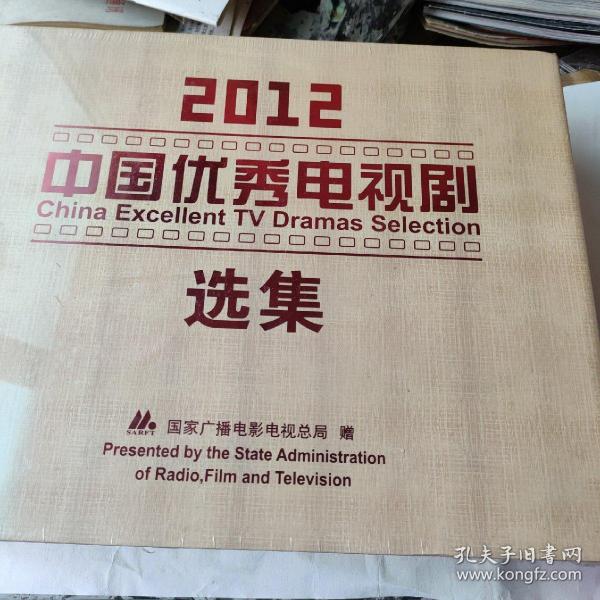 2012
中国优秀电视剧
China Excellent TV Dramas Selection
选集
SARFT
国家广播电影电视总局 赠
Presented by the State Administration
of Radio,Film and Television
孔夫子旧书网
www.kongfz.com